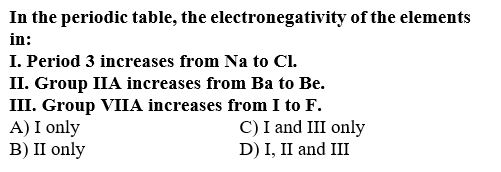 In the periodic table, the electronegativity of the elements
in:
I. Period 3 increases from Na to Cl.
II. Group IIA increases from Ba to Be.
III. Group VIIA increases from I to F.
A) I only C) I and III only
B) II only D) I, II and III